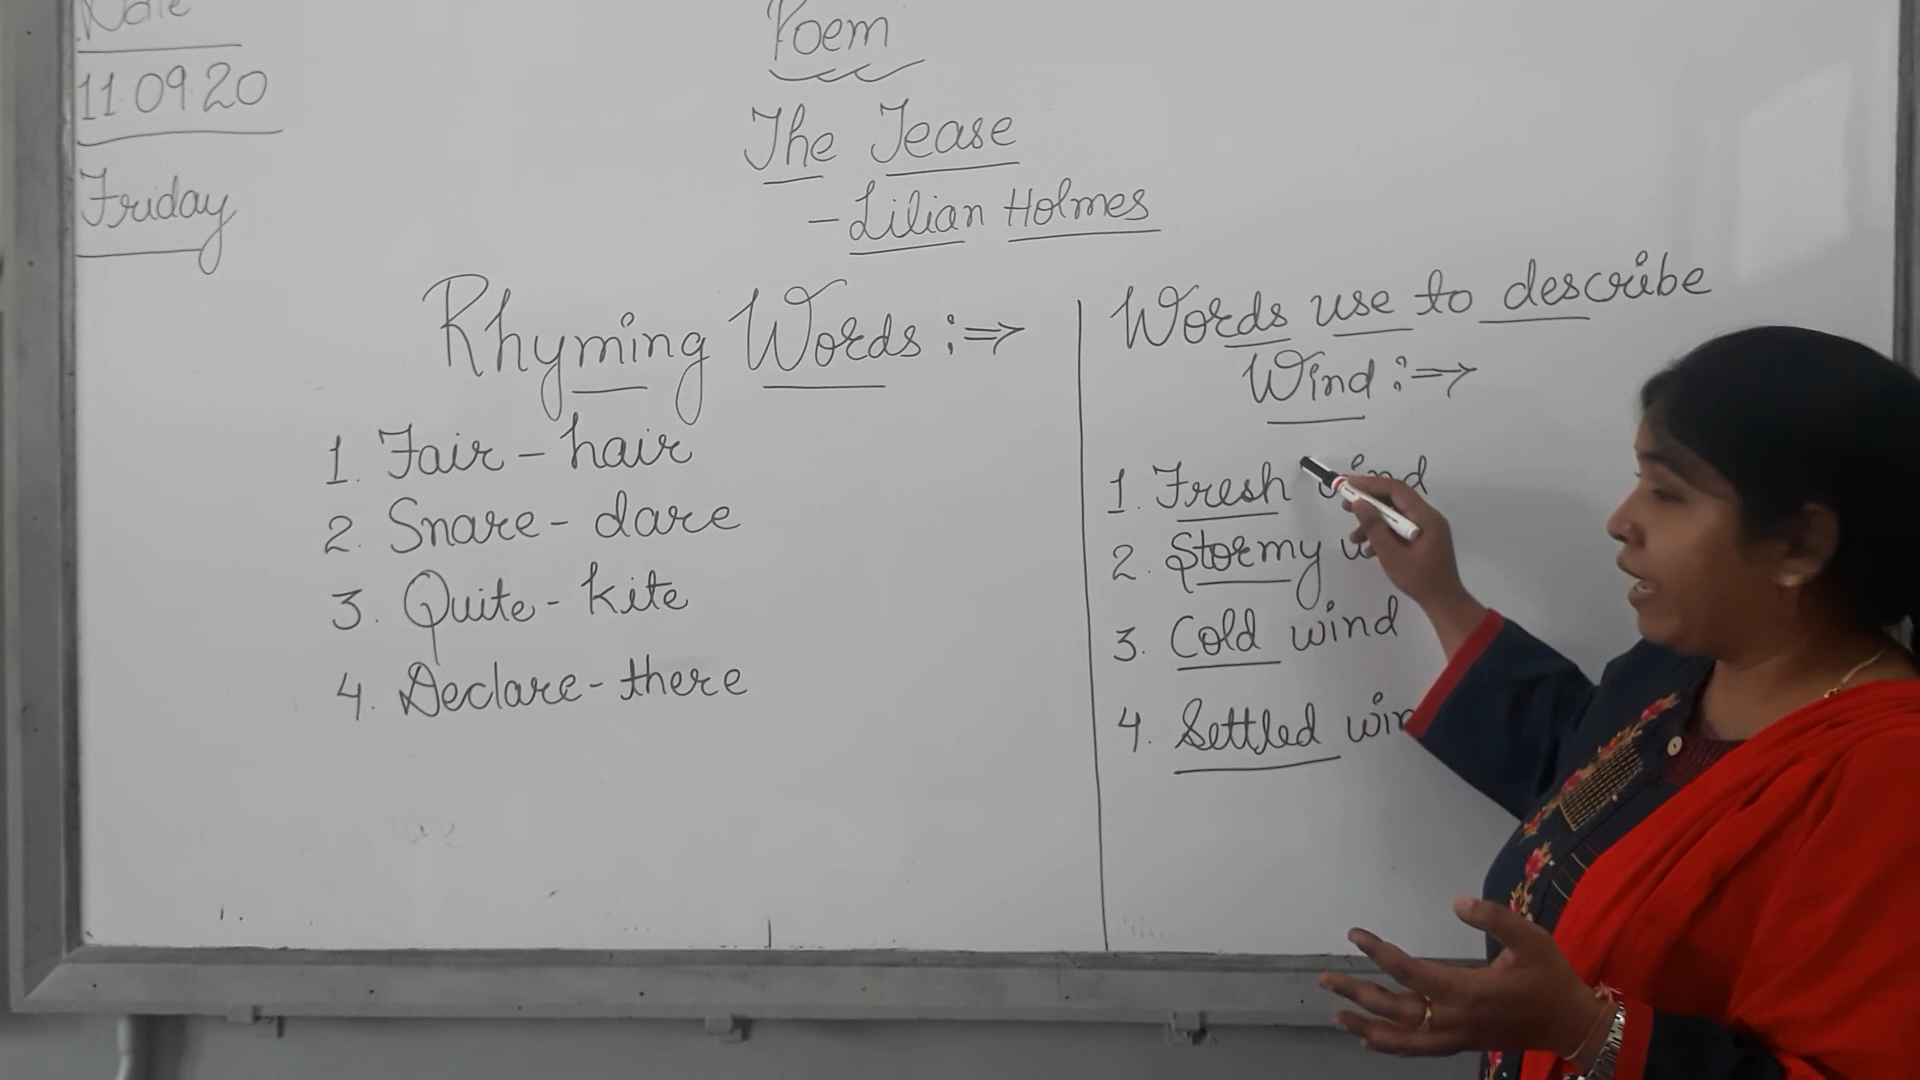 Date
11.09.20
Friday
Poem
The Tease
- Lilian Holmes
Rhyming Words :⇒
1. Fair - hair
2. Snare - dare
3. Quite - kite
4. Declare - there
Words use to describe
Wind :⇒
1. Fresh wind
2. Stormy
3. Cold wind
4. Settled win